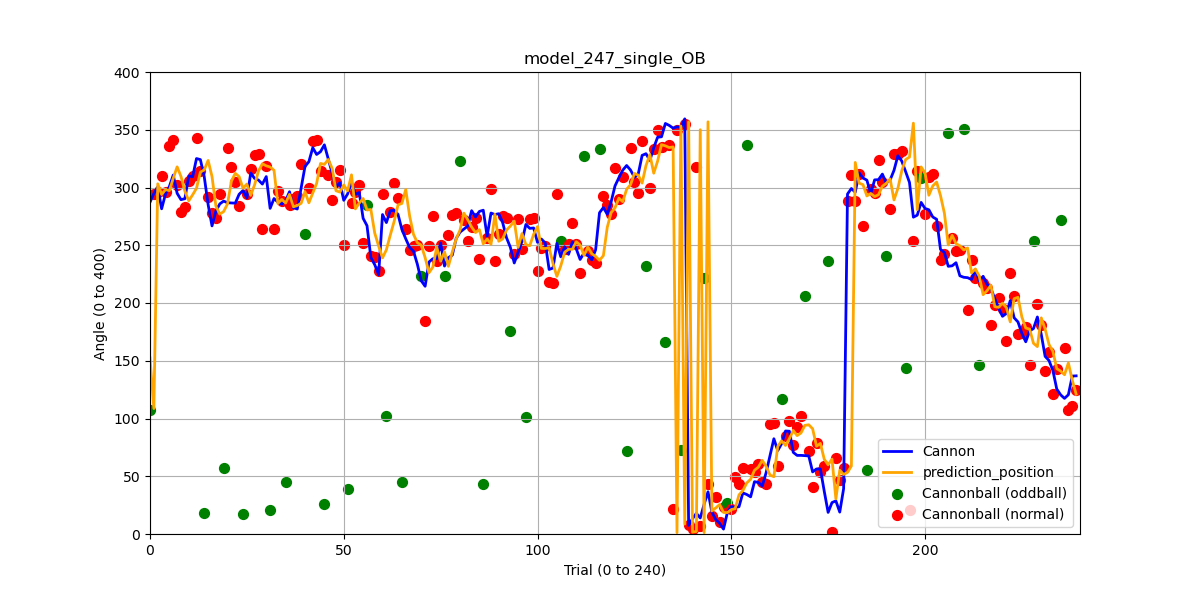 model_247_single_OB
400
350
300
250
200
150
100
50
0
Angle (0 to 400)
0
50
100
150
200
Trial (0 to 240)
Cannon
prediction_position
Cannonball (oddball)
Cannonball (normal)